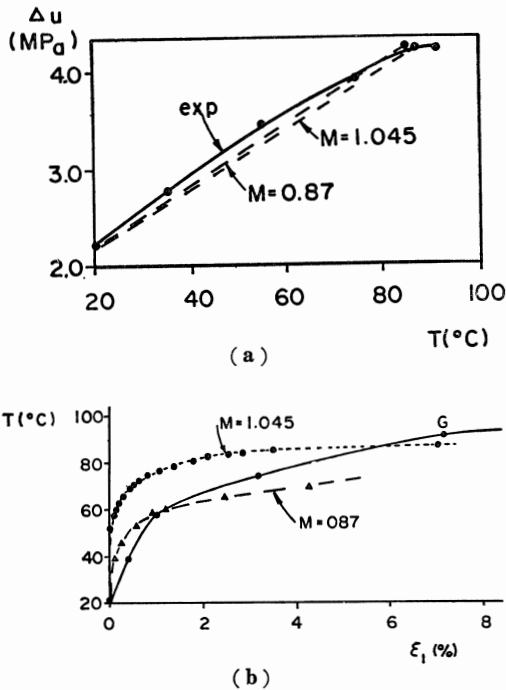 Δu
(MPa)
4.0
exp
M=1.045
3.0
M=0.87
2.0
20 40 60 80 100
T(°C)
(a)
T(°C)
100
M=1.045
G
80
60
M=087
40
20
0 2 4 6 8
ε₁(%)
(b)